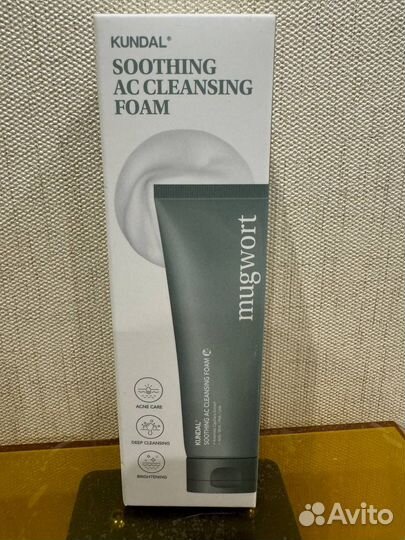 KUNDAL®
SOOTHING
AC CLEANSING
FOAM
mugwort
KUNDAL®
SOOTHING AC CLEANSING FOAM
ACNE CARE
DEEP CLEANSING
BRIGHTENING
Avito